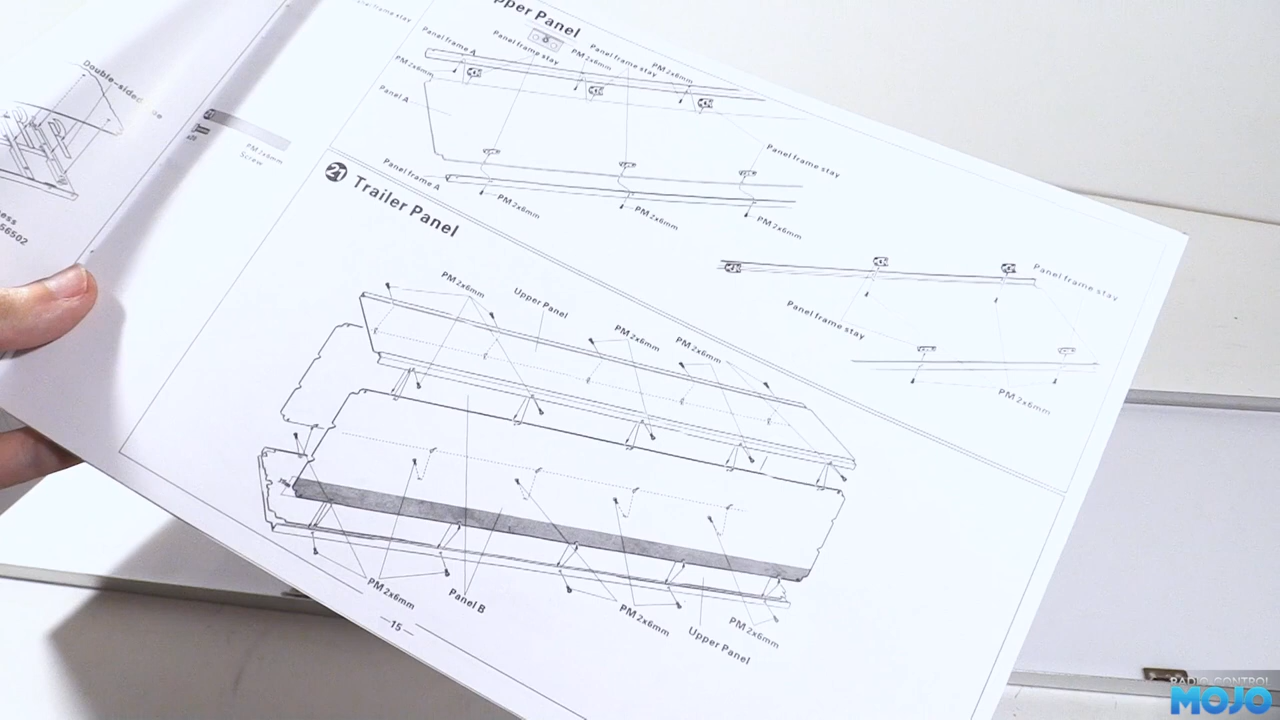 Double-sided
56502
PM 2x6mm
Screw
Panel
Panel frame A
Panel frame stay
Panel frame stay
PM 2x6mm
PM 2x6mm
PM 2x6mm
Panel A
Panel frame stay
Panel frame A
PM 2x6mm
PM 2x6mm
PM 2x6mm
21 Trailer Panel
Panel frame stay
Panel frame stay
PM 2x6mm
PM 2x6mm
Upper Panel
PM 2x6mm
PM 2x6mm
PM 2x6mm
Panel B
PM 2x6mm
PM 2x6mm
Upper Panel
—15—
RADIO CONTROL
MOJO